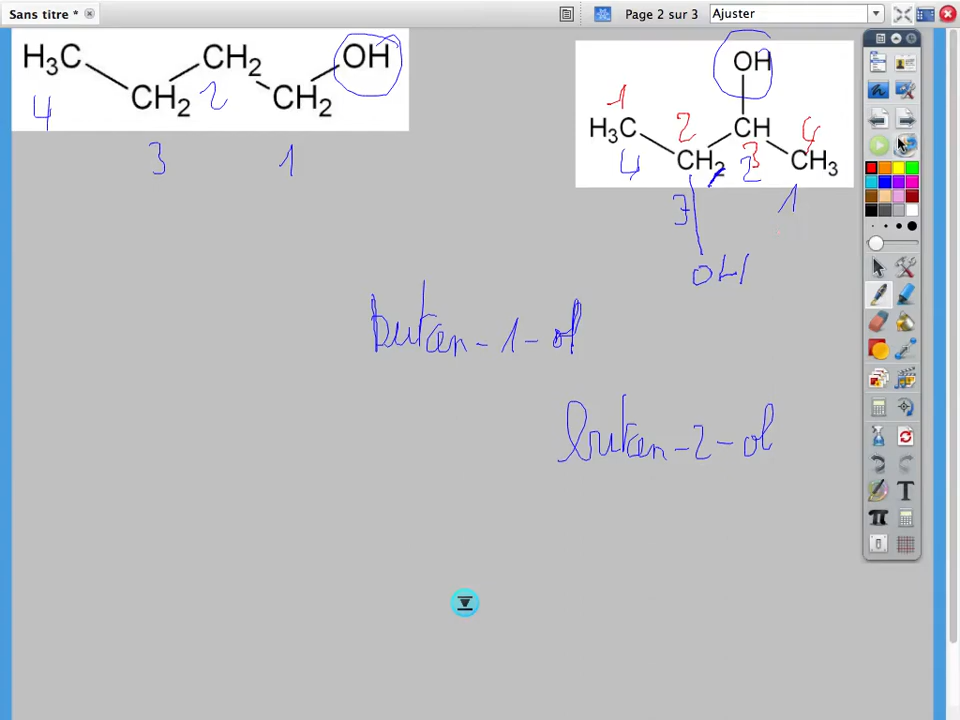 Sans titre *
Page 2 sur 3
Ajuster
H₃C CH₂ CH₂ CH₂ OH
4 3 2 1
OH
H₃C CH₂ CH CH₃
1 2 3 4
4 3 2 1
OH
butan-1-ol
butan-2-ol
T
π